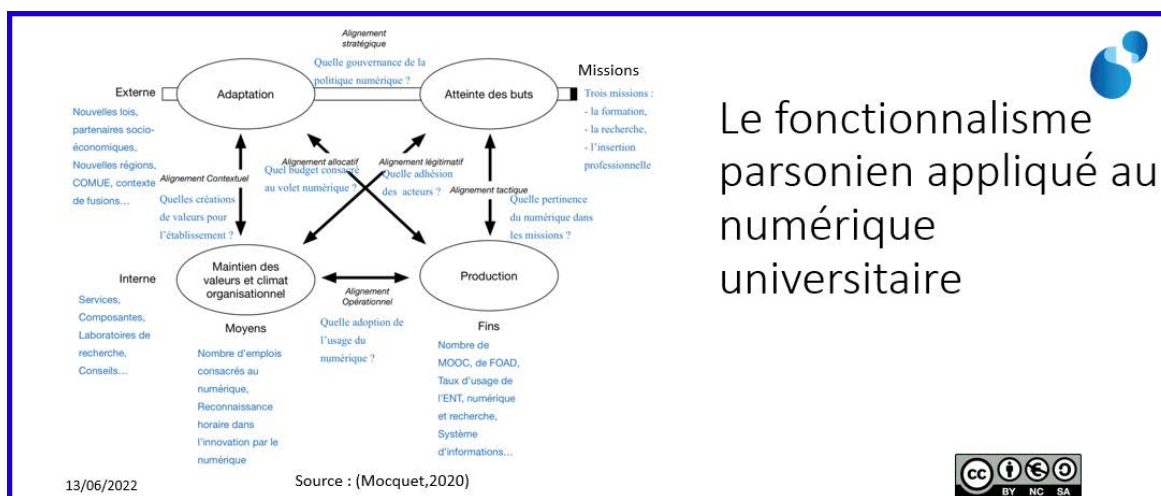 Alignement
stratégique
Quelle gouvernance de la
politique numérique ?
Externe
Adaptation
Atteinte des buts
Missions
Nouvelles lois,
partenaires socio-
économiques,
Nouvelles régions,
COMUE, contexte
de fusions…
Trois missions :
- la formation,
- la recherche,
- l'insertion
professionnelle
Alignement Contextuel
Quelles créations
de valeurs pour
l'établissement ?
Alignement allocatif
Quel budget consacré
au volet numérique ?
Alignement légitimatif
Quelle adhésion
des acteurs ?
Alignement tactique
Quelle pertinence
du numérique dans
les missions ?
Interne
Maintien des
valeurs et climat
organisationnel
Production
Services,
Composantes,
Laboratoires de
recherche,
Conseils…
Alignement
Opérationnel
Quelle adoption de
l'usage du
numérique ?
Moyens
Nombre d'emplois
consacrés au
numérique,
Reconnaissance
horaire dans
l'innovation par le
numérique
Fins
Nombre de
MOOC, de FOAD,
Taux d'usage de
l'ENT, numérique
et recherche,
Système
d'informations…
Le fonctionnalisme
parsonien appliqué au
numérique
universitaire
13/06/2022
Source : (Mocquet,2020)
cc
BY NC SA